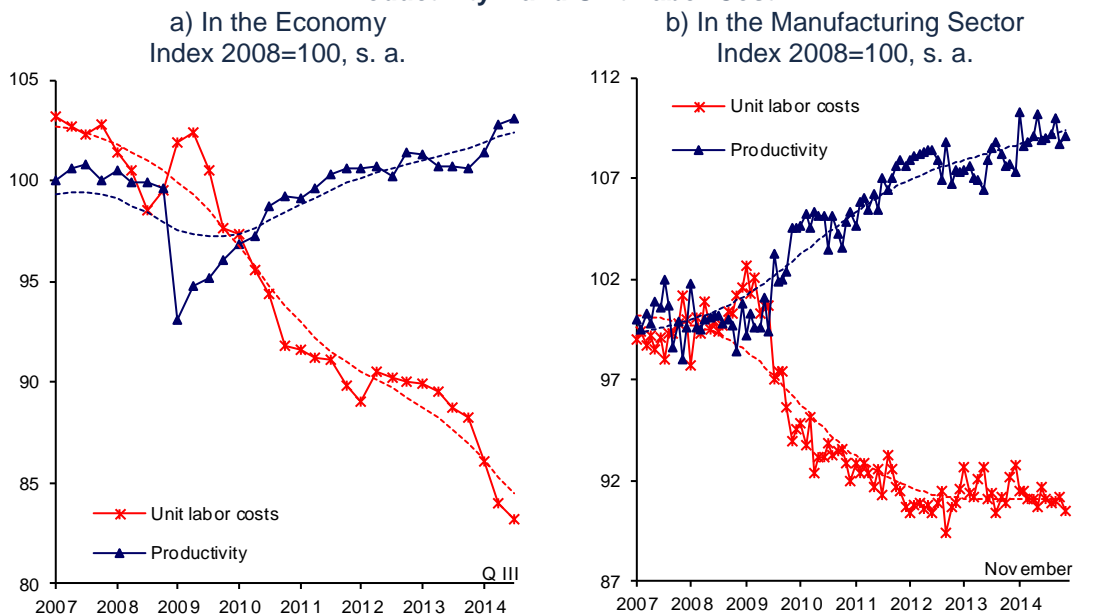 a) In the Economy
Index 2008=100, s. a.
105
100
95
90
85
80
Unit labor costs
Productivity
Q III
2007 2008 2009 2010 2011 2012 2013 2014
b) In the Manufacturing Sector
Index 2008=100, s. a.
112
107
102
97
92
87
Unit labor costs
Productivity
November
2007 2008 2009 2010 2011 2012 2013 2014